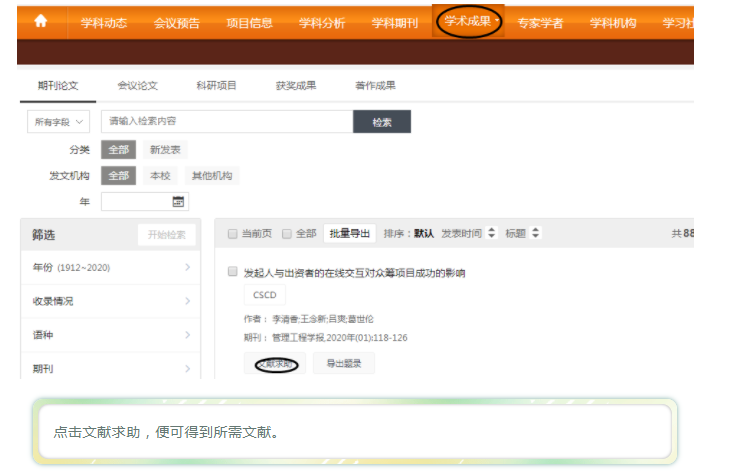 学科动态 会议预告 项目信息 学科分析 学科期刊 学术成果 专家学者 学科机构 学习社
期刊论文 会议论文 科研项目 获奖成果 著作成果
所有字段 请输入检索内容 检索
分类 全部 新发表
发文机构 全部 本校 其他机构
年
筛选 开始检索 当前页 全部 批量导出 排序：默认 发表时间 标题 共88
年份 (1912~2020)
发起人与出资者的在线交互对众筹项目成功的影响
收录情况
CSCD
作者： 李清香;王念新;吕爽;葛世伦
语种
期刊： 管理工程学报,2020年(01):118-126
期刊
文献求助 导出题录
点击文献求助，便可得到所需文献。